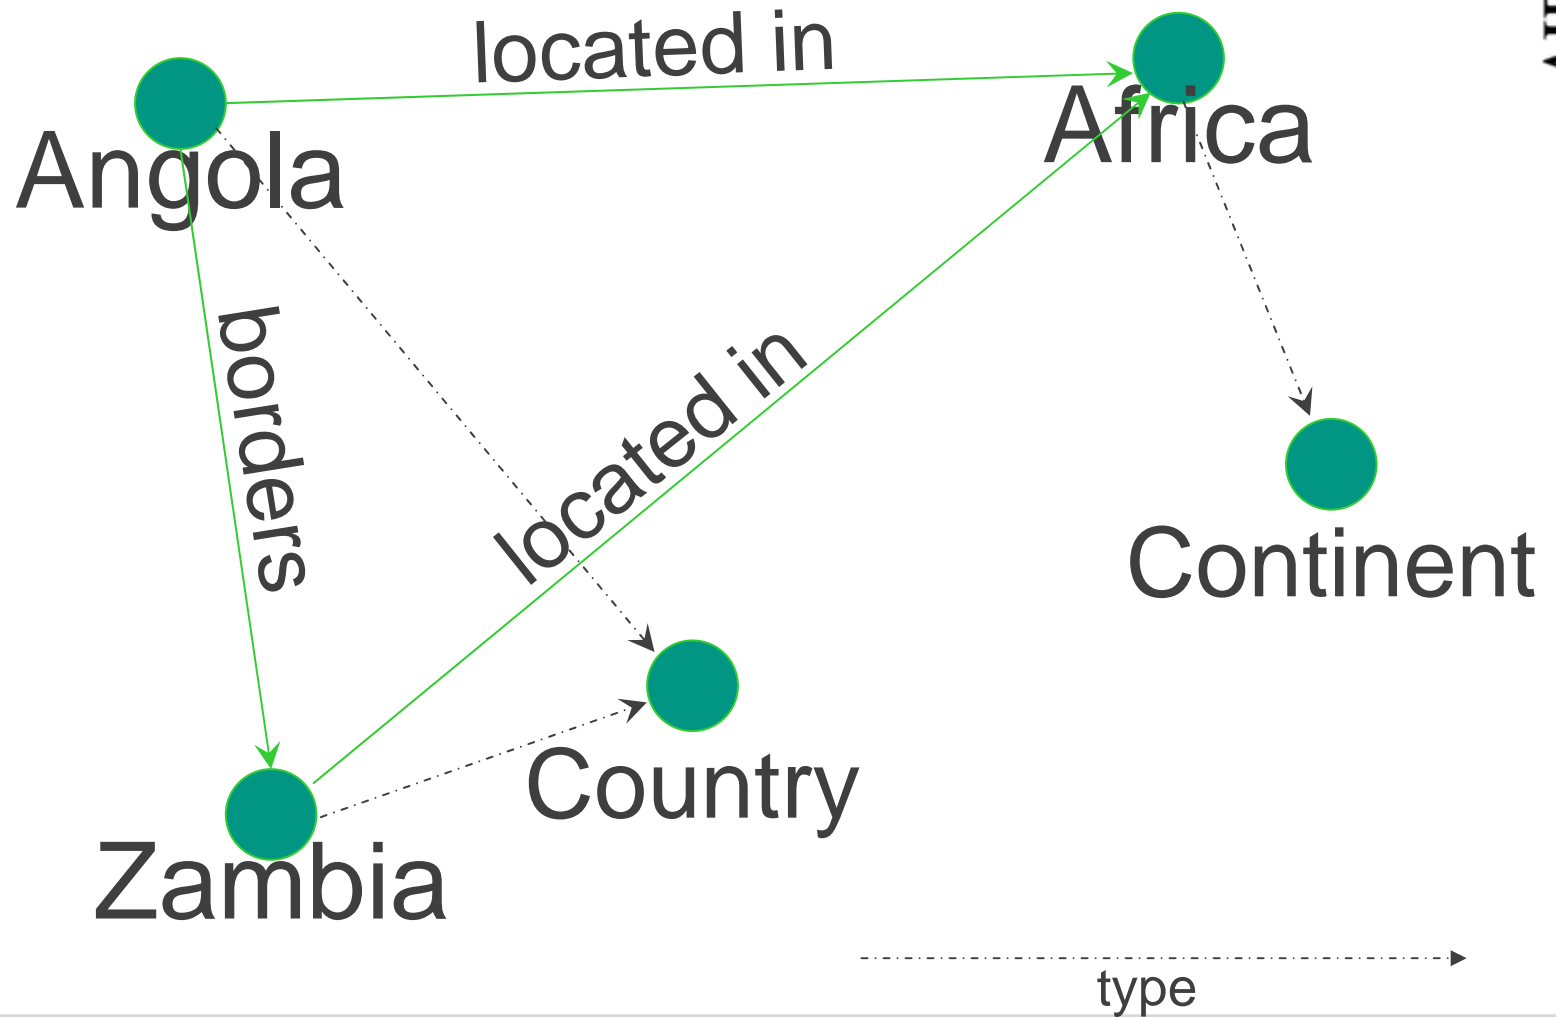 located in
Africa
Angola
borders
located in
Continent
Country
Zambia
type